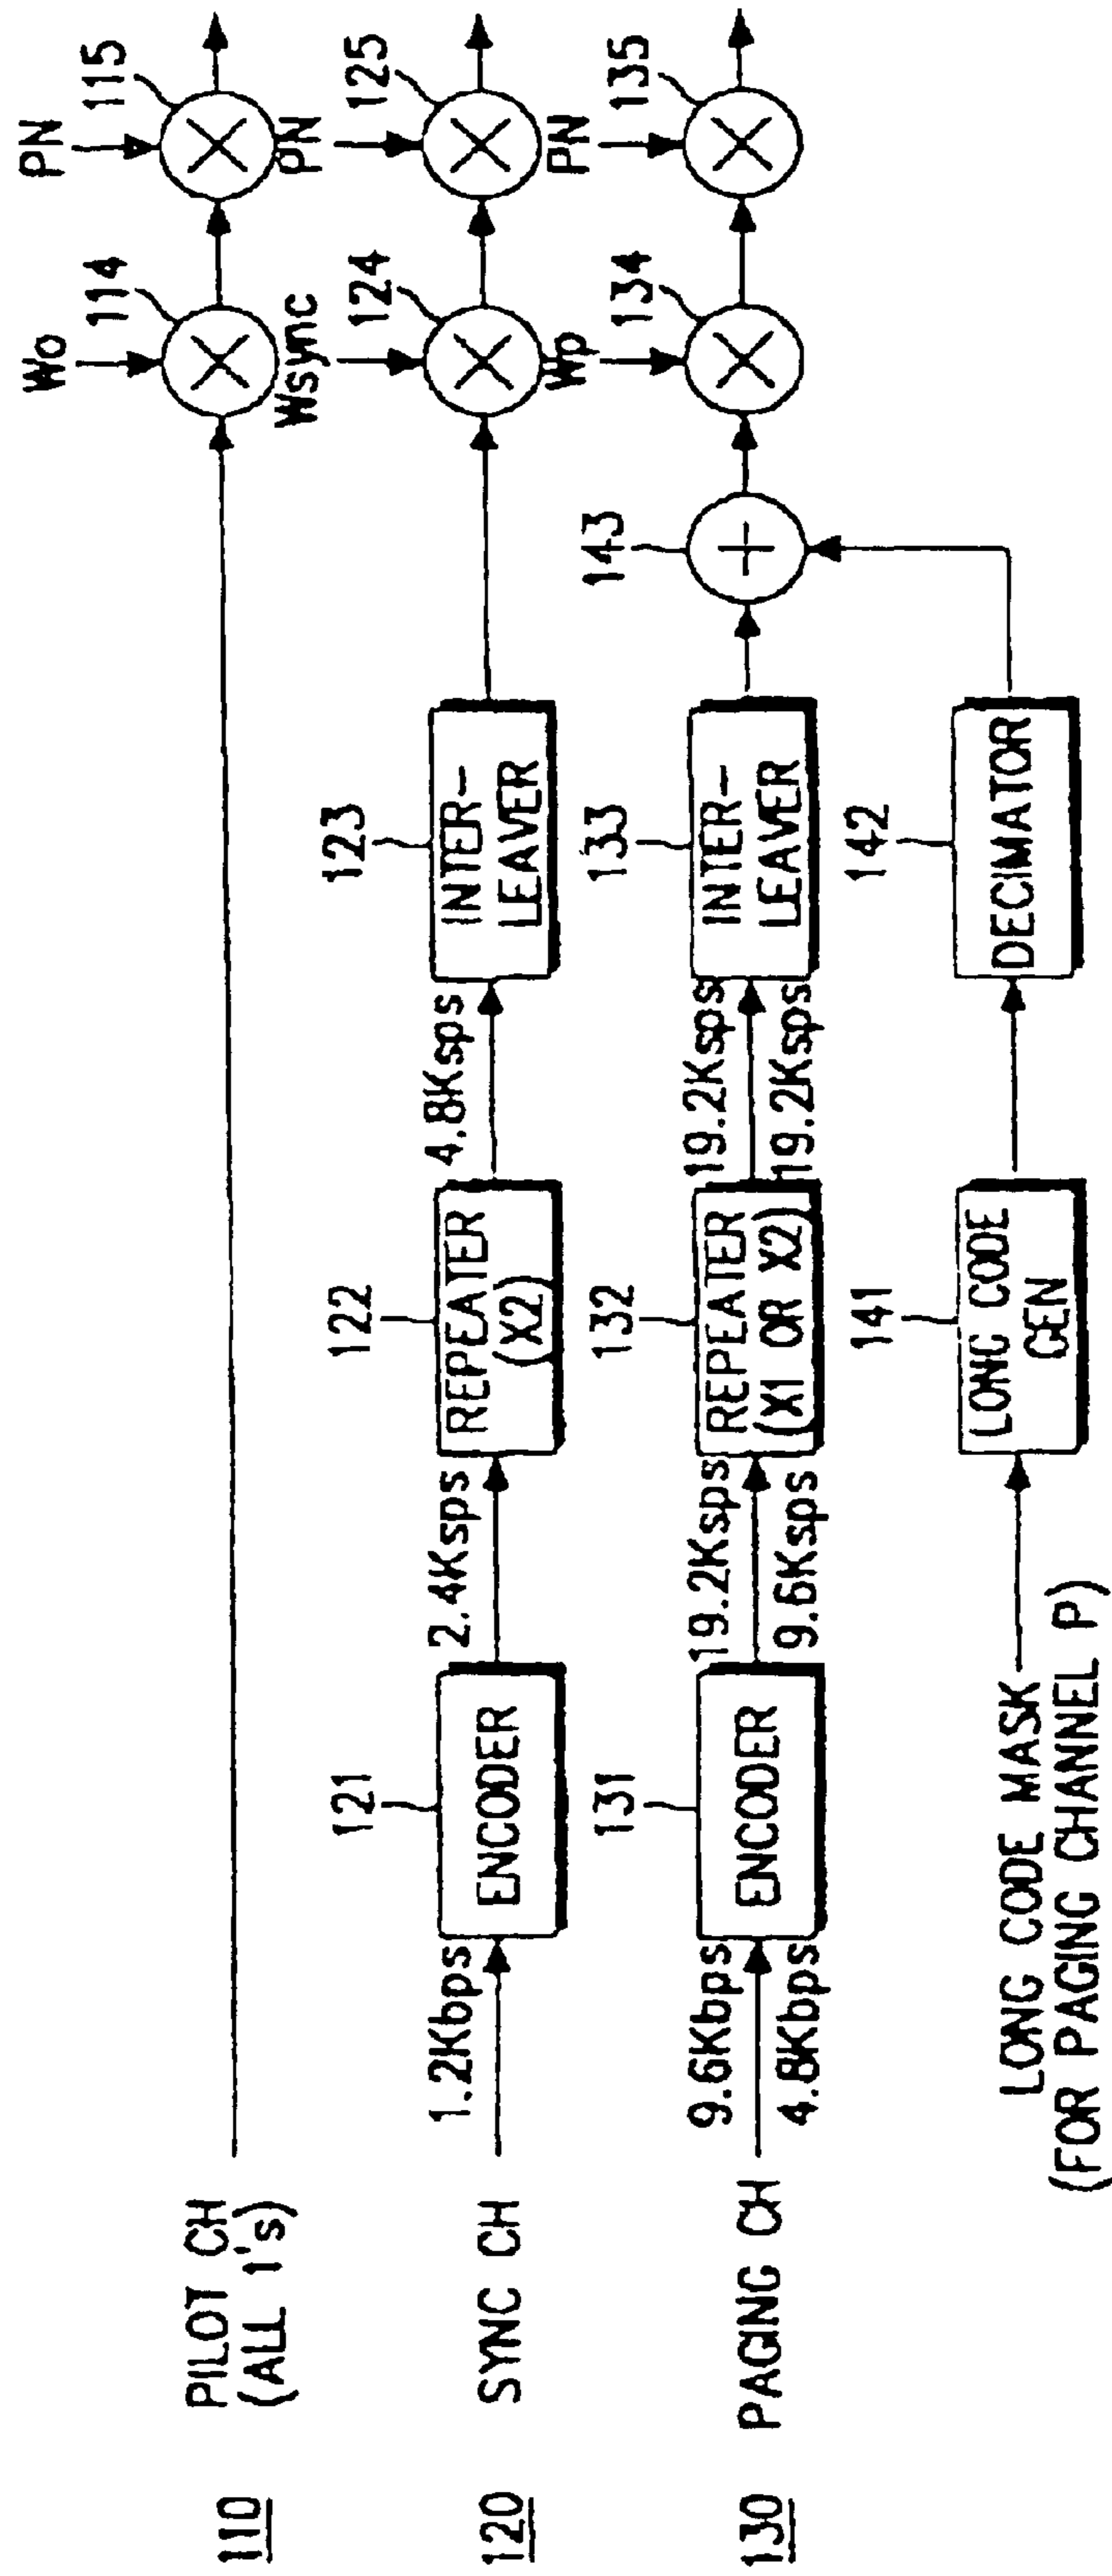 110
PILOT CH
(ALL 1's)
Wo
114
PN
115
120
SYNC CH
1.2Kbps
121
ENCODER
2.4Ksps
122
REPEATER
(X2)
4.8Ksps
123
INTER-
LEAVER
Wsync
124
PN
125
130
PAGING CH
9.6Kbps
4.8Kbps
131
ENCODER
19.2Ksps
9.6Ksps
132
REPEATER
(X1 OR X2)
19.2Ksps
19.2Ksps
133
INTER-
LEAVER
143
Wp
134
PN
135
LONG CODE MASK
(FOR PAGING CHANNEL P)
141
LONG CODE
GEN
142
DECIMATOR